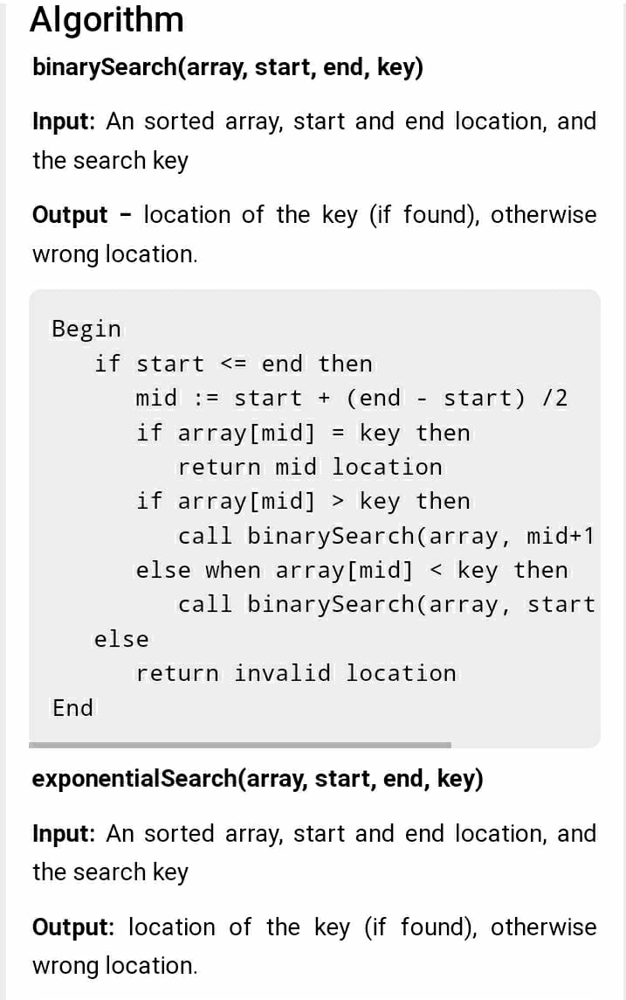 Algorithm
binarySearch(array, start, end, key)
Input: An sorted array, start and end location, and
the search key
Output − location of the key (if found), otherwise
wrong location.
Begin
   if start <= end then
      mid := start + (end - start) /2
      if array[mid] = key then
         return mid location
      if array[mid] > key then
         call binarySearch(array, mid+1
      else when array[mid] < key then
         call binarySearch(array, start
   else
      return invalid location
End
exponentialSearch(array, start, end, key)
Input: An sorted array, start and end location, and
the search key
Output: location of the key (if found), otherwise
wrong location.